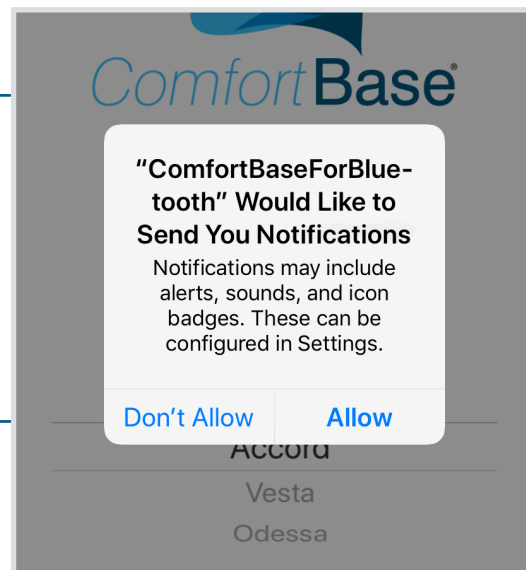 ComfortBase®
“ComfortBaseForBlue-
tooth” Would Like to
Send You Notifications
Notifications may include
alerts, sounds, and icon
badges. These can be
configured in Settings.
Don’t Allow Allow
Accord
Vesta
Odessa